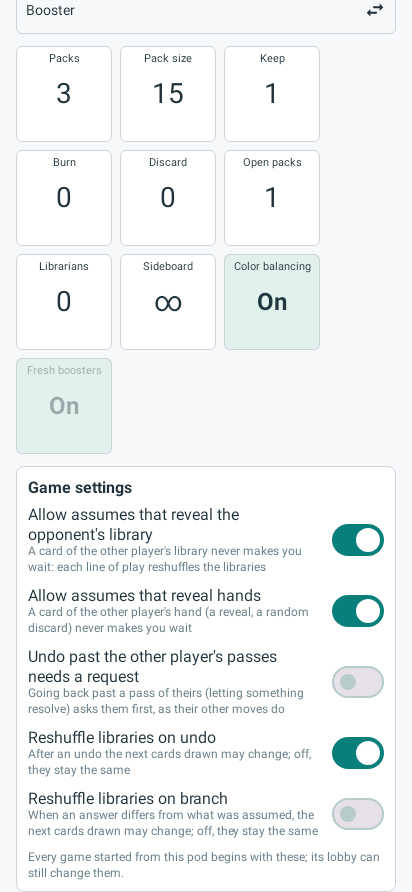 Booster
Packs
3
Pack size
15
Keep
1
Burn
0
Discard
0
Open packs
1
Librarians
0
Sideboard
∞
Color balancing
On
Fresh boosters
On
Game settings
Allow assumes that reveal the
opponent's library
A card of the other player's library never makes you
wait: each line of play reshuffles the libraries
Allow assumes that reveal hands
A card of the other player's hand (a reveal, a random
discard) never makes you wait
Undo past the other player's passes
needs a request
Going back past a pass of theirs (letting something
resolve) asks them first, as their other moves do
Reshuffle libraries on undo
After an undo the next cards drawn may change; off,
they stay the same
Reshuffle libraries on branch
When an answer differs from what was assumed, the
next cards drawn may change; off, they stay the same
Every game started from this pod begins with these; its lobby can
still change them.